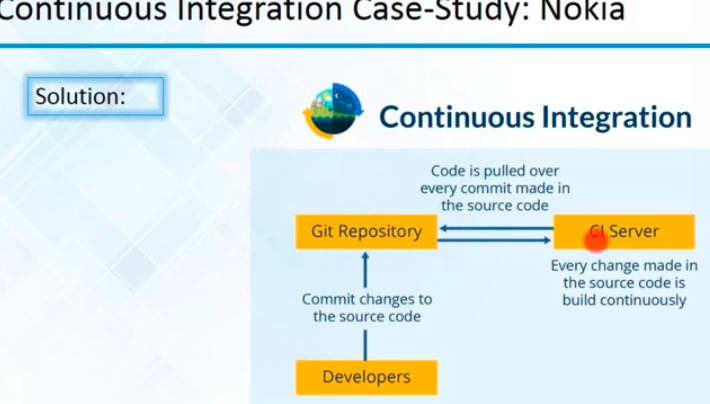 Continuous Integration Case-Study: Nokia
Solution:
Continuous Integration
Code is pulled over
every commit made in
the source code
Git Repository
CI Server
Every change made in
the source code is
build continuously
Commit changes to
the source code
Developers